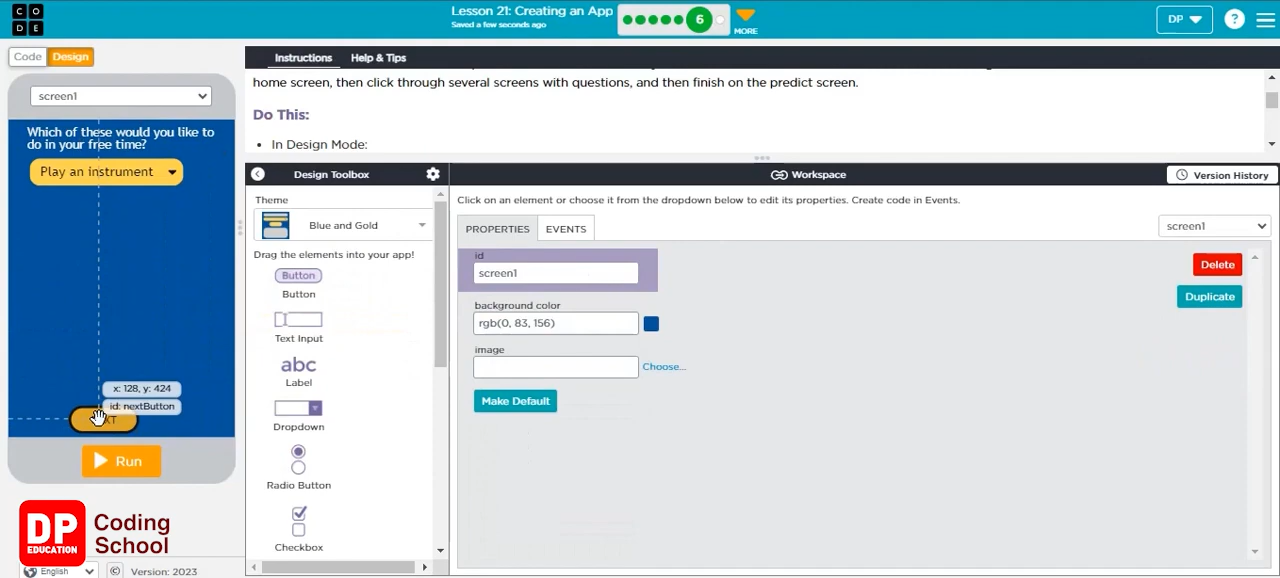 C O
D E
Lesson 21: Creating an App
Saved a few seconds ago
6
MORE
DP
?
Code
Design
Instructions
Help & Tips
screen1
home screen, then click through several screens with questions, and then finish on the predict screen.
Do This:
• In Design Mode:
Which of these would you like to
do in your free time?
Play an instrument
Design Toolbox
Workspace
Version History
Click on an element or choose it from the dropdown below to edit its properties. Create code in Events.
Theme
Blue and Gold
PROPERTIES
EVENTS
screen1
Drag the elements into your app!
id
screen1
Delete
Button
Button
background color
rgb(0, 83, 156)
Duplicate
Text Input
image
Choose...
abc
Label
Make Default
Dropdown
x: 128, y: 424
id: nextButton
Run
Radio Button
Checkbox
DP
EDUCATION
Coding
School
English
©
Version: 2023